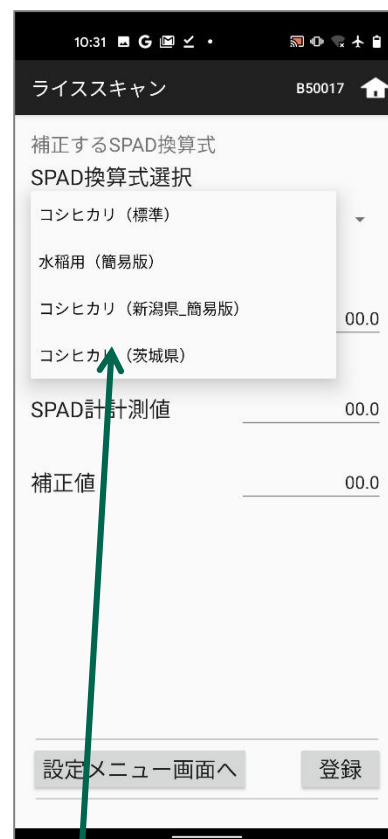 10:31
ライススキャン B50017
補正するSPAD換算式
SPAD換算式選択
コシヒカリ（標準）
水稲用（簡易版）
コシヒカリ（新潟県_簡易版）
00.0
コシヒカリ（茨城県）
SPAD計計測値 00.0
補正値 00.0
設定メニュー画面へ 登録